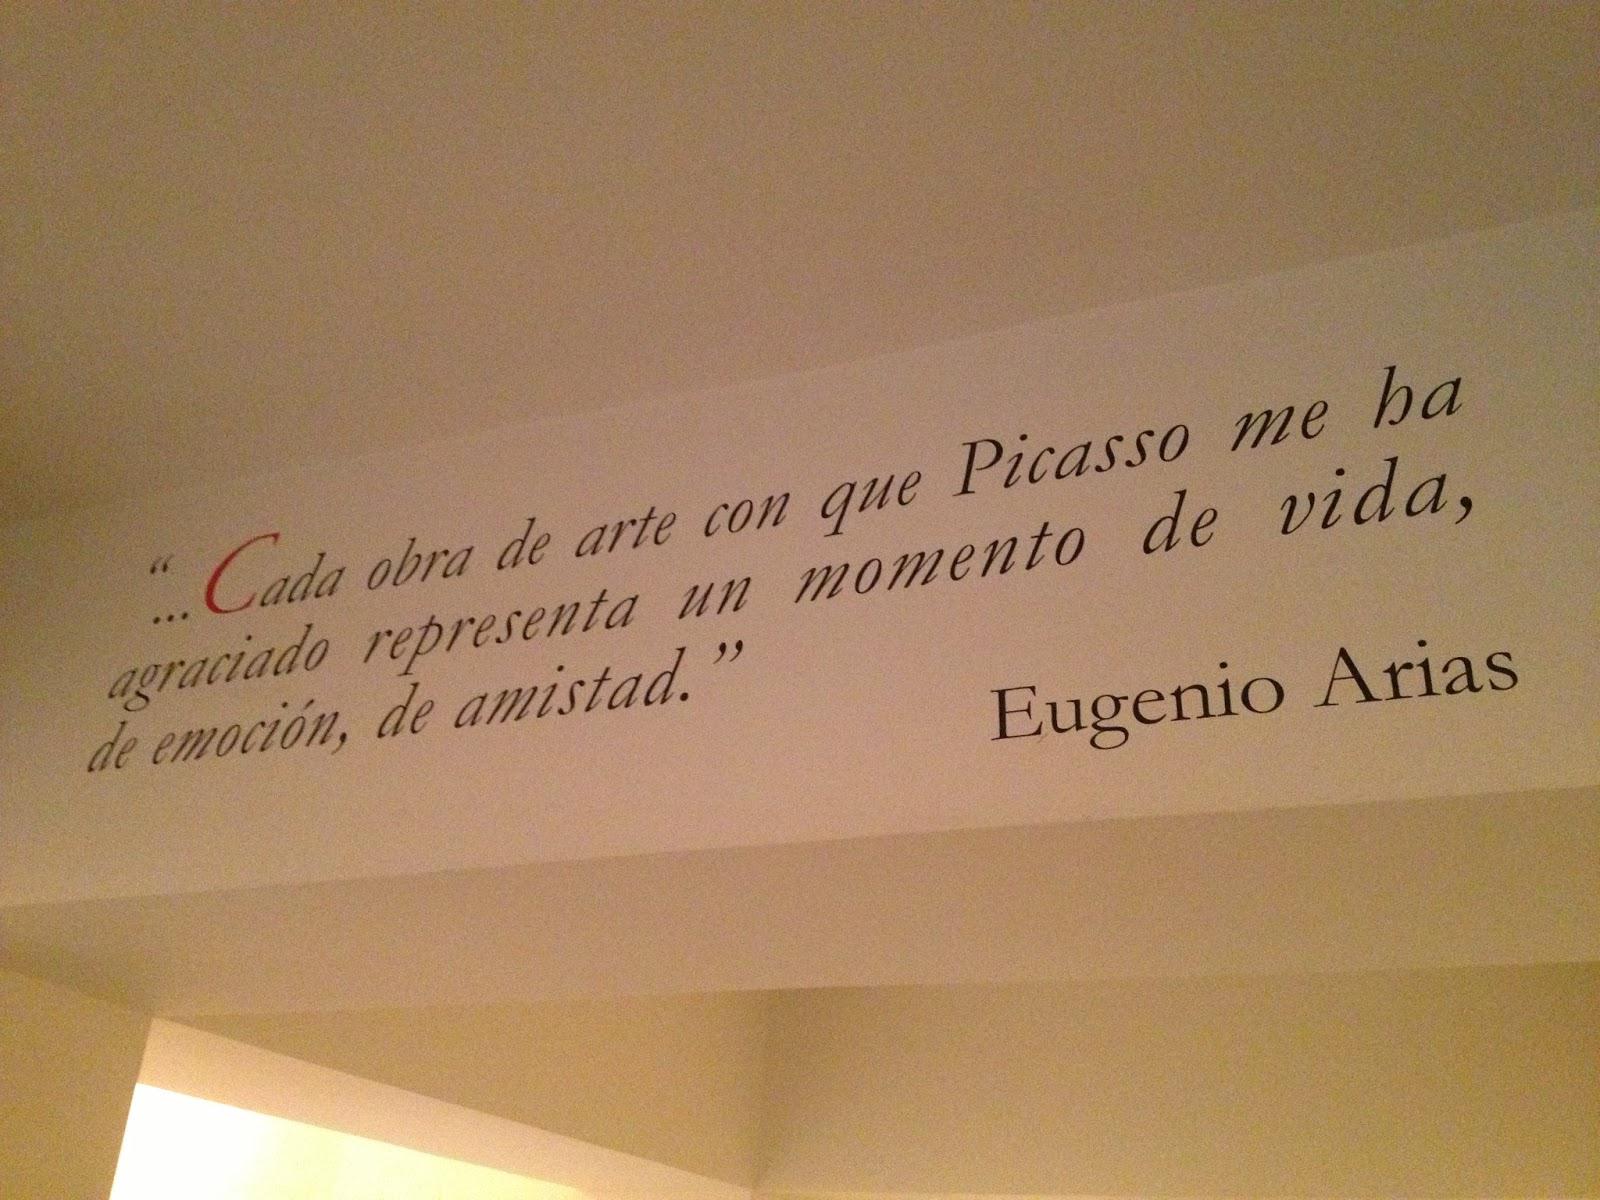 “...Cada obra de arte con que Picasso me ha
agraciado representa un momento de vida,
de emoción, de amistad.”
Eugenio Arias